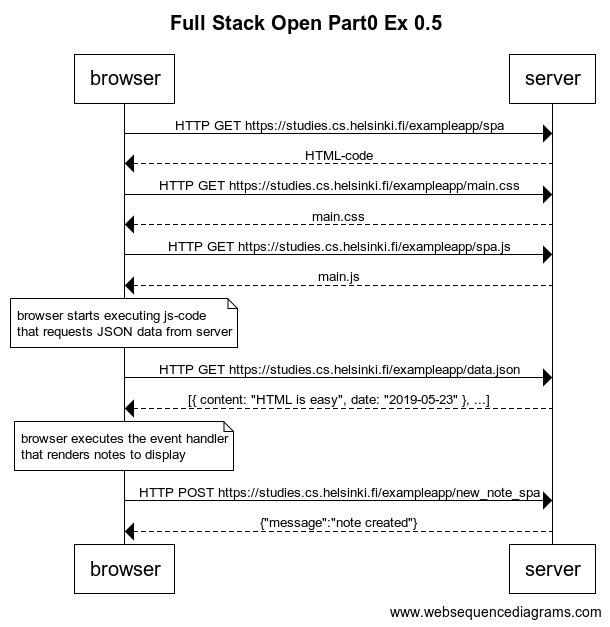 Full Stack Open Part0 Ex 0.5
browser
server
HTTP GET https://studies.cs.helsinki.fi/exampleapp/spa
HTML-code
HTTP GET https://studies.cs.helsinki.fi/exampleapp/main.css
main.css
HTTP GET https://studies.cs.helsinki.fi/exampleapp/spa.js
main.js
browser starts executing js-code
that requests JSON data from server
HTTP GET https://studies.cs.helsinki.fi/exampleapp/data.json
[{ content: "HTML is easy", date: "2019-05-23" }, ...]
browser executes the event handler
that renders notes to display
HTTP POST https://studies.cs.helsinki.fi/exampleapp/new_note_spa
{"message":"note created"}
browser
server
www.websequencediagrams.com